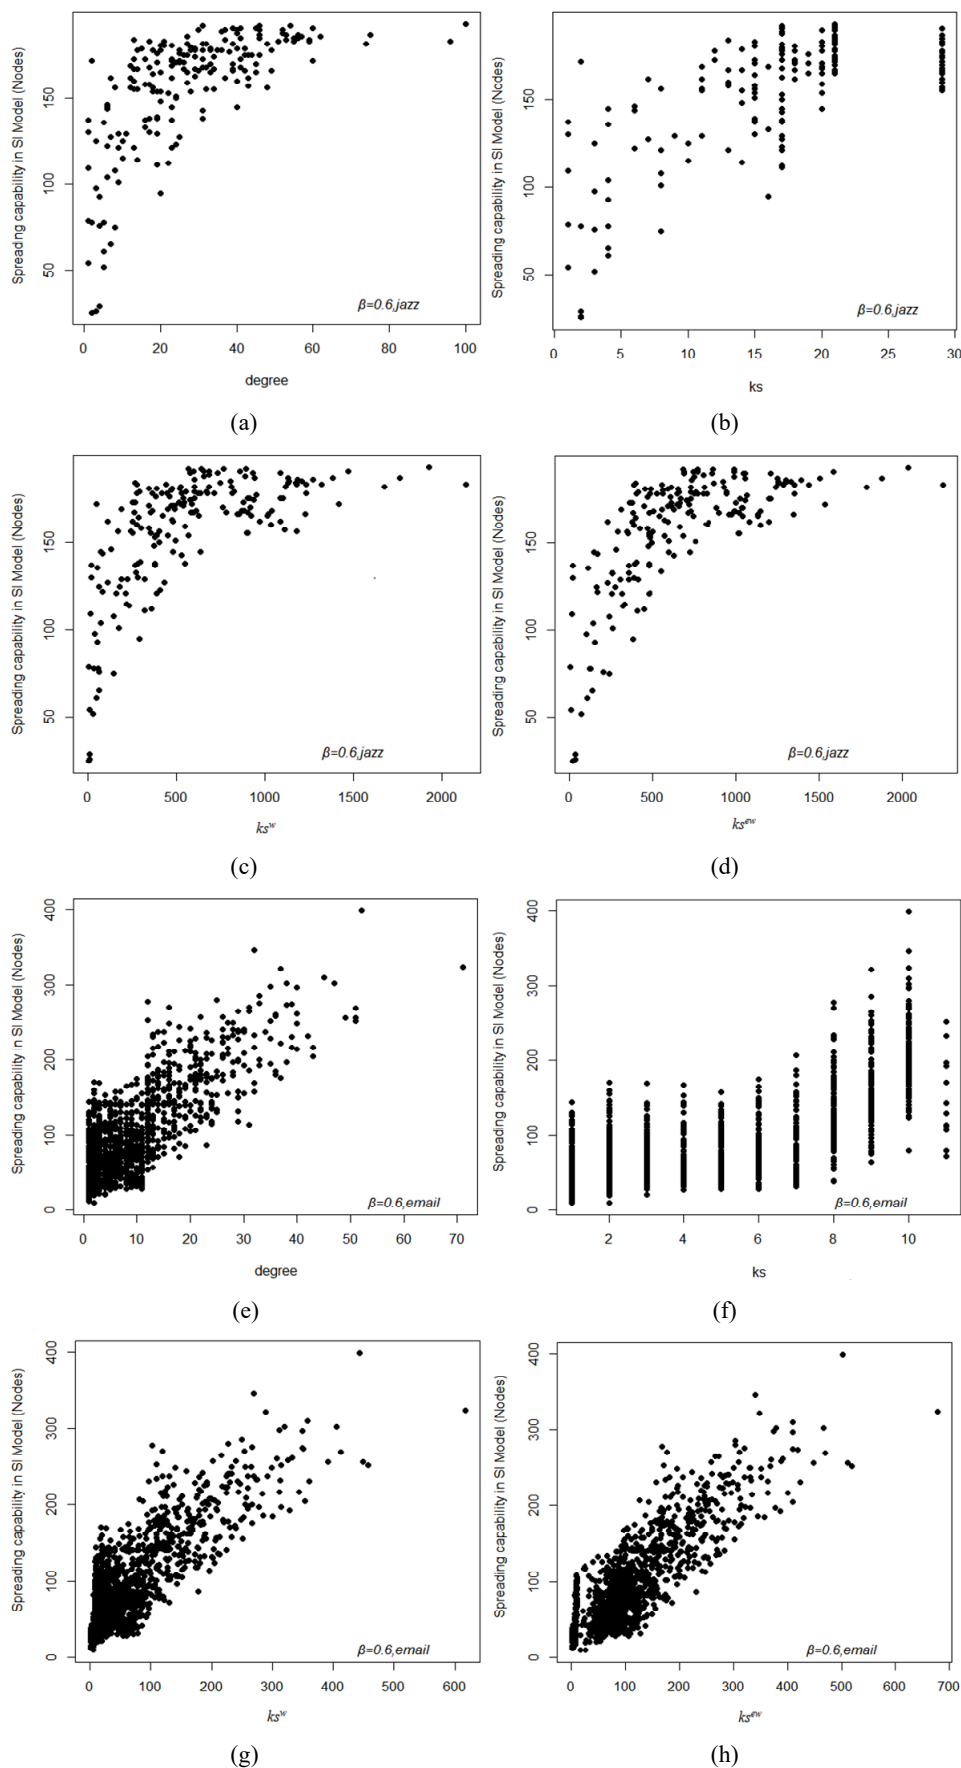 Spreading capability in SI Model (Nodes)
150
100
50
β=0.6,jazz
0 20 40 60 80 100
degree
(a)
Spreading capability in SI Model (Nodes)
150
100
50
β=0.6,jazz
0 5 10 15 20 25 30
ks
(b)
Spreading capability in SI Model (Nodes)
150
100
50
β=0.6,jazz
0 500 1000 1500 2000
ks^w
(c)
Spreading capability in SI Model (Nodes)
150
100
50
β=0.6,jazz
0 500 1000 1500 2000
ks^ew
(d)
Spreading capability in SI Model (Nodes)
400
300
200
100
0
β=0.6,email
0 10 20 30 40 50 60 70
degree
(e)
Spreading capability in SI Model (Nodes)
400
300
200
100
0
β=0.6,email
2 4 6 8 10
ks
(f)
Spreading capability in SI Model (Nodes)
400
300
200
100
0
β=0.6,email
0 100 200 300 400 500 600
ks^w
(g)
Spreading capability in SI Model (Nodes)
400
300
200
100
0
β=0.6,email
0 100 200 300 400 500 600 700
ks^ew
(h)